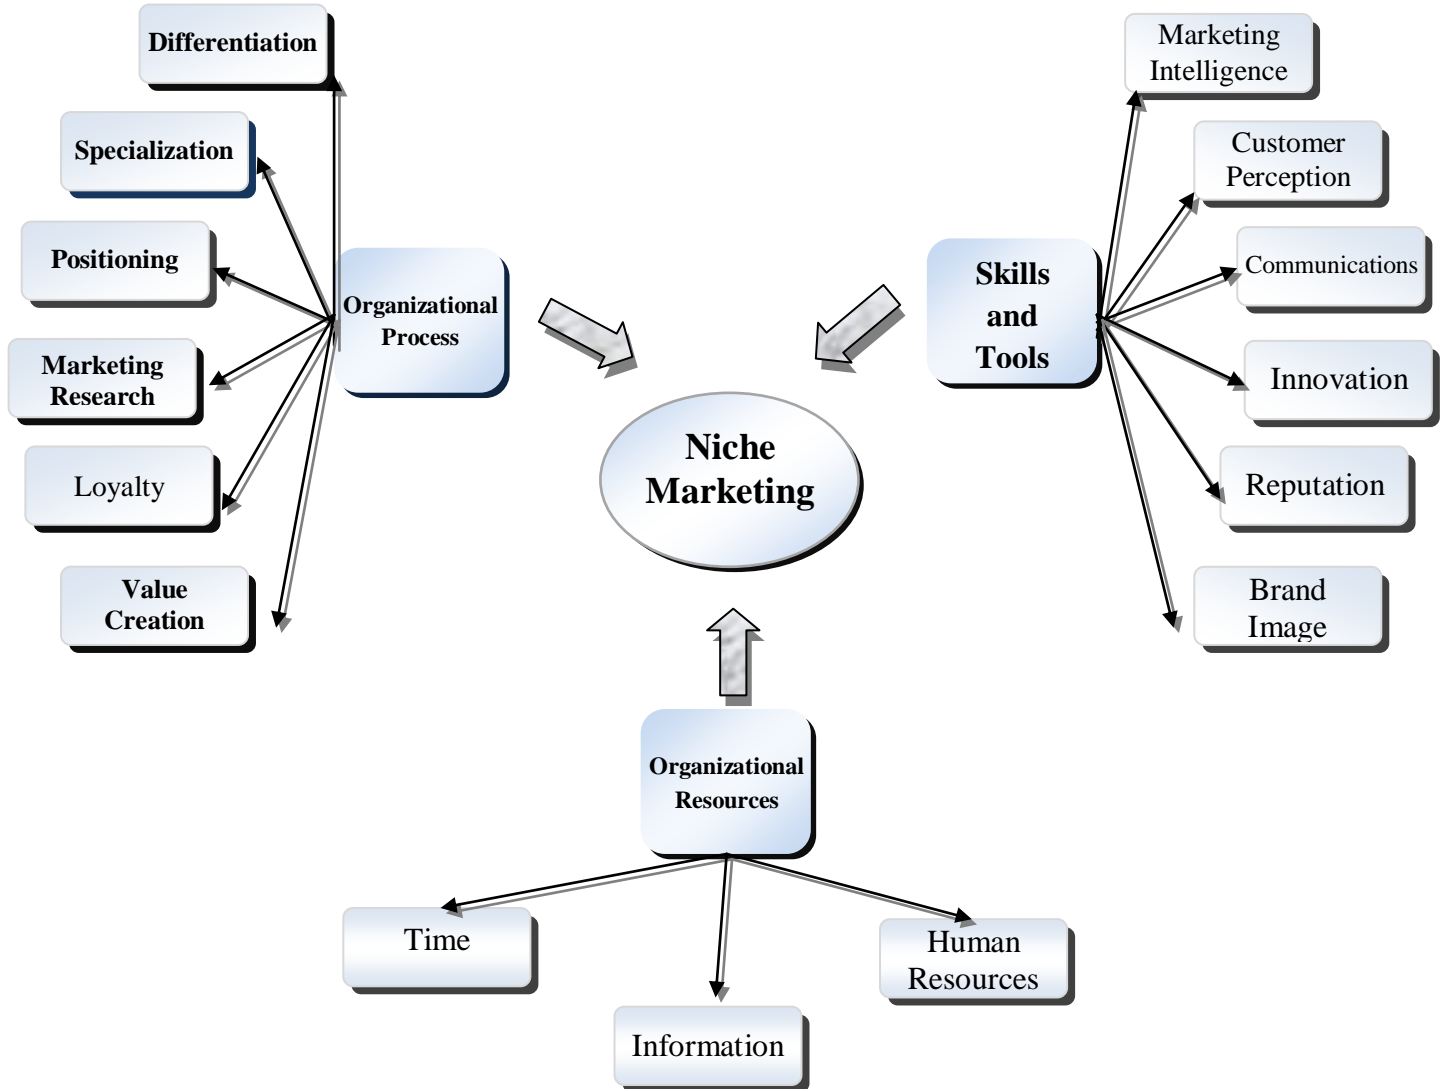 Differentiation
Specialization
Positioning
Marketing
Research
Loyalty
Value
Creation
Organizational
Process
Niche
Marketing
Skills
and
Tools
Marketing
Intelligence
Customer
Perception
Communications
Innovation
Reputation
Brand
Image
Organizational
Resources
Time
Information
Human
Resources